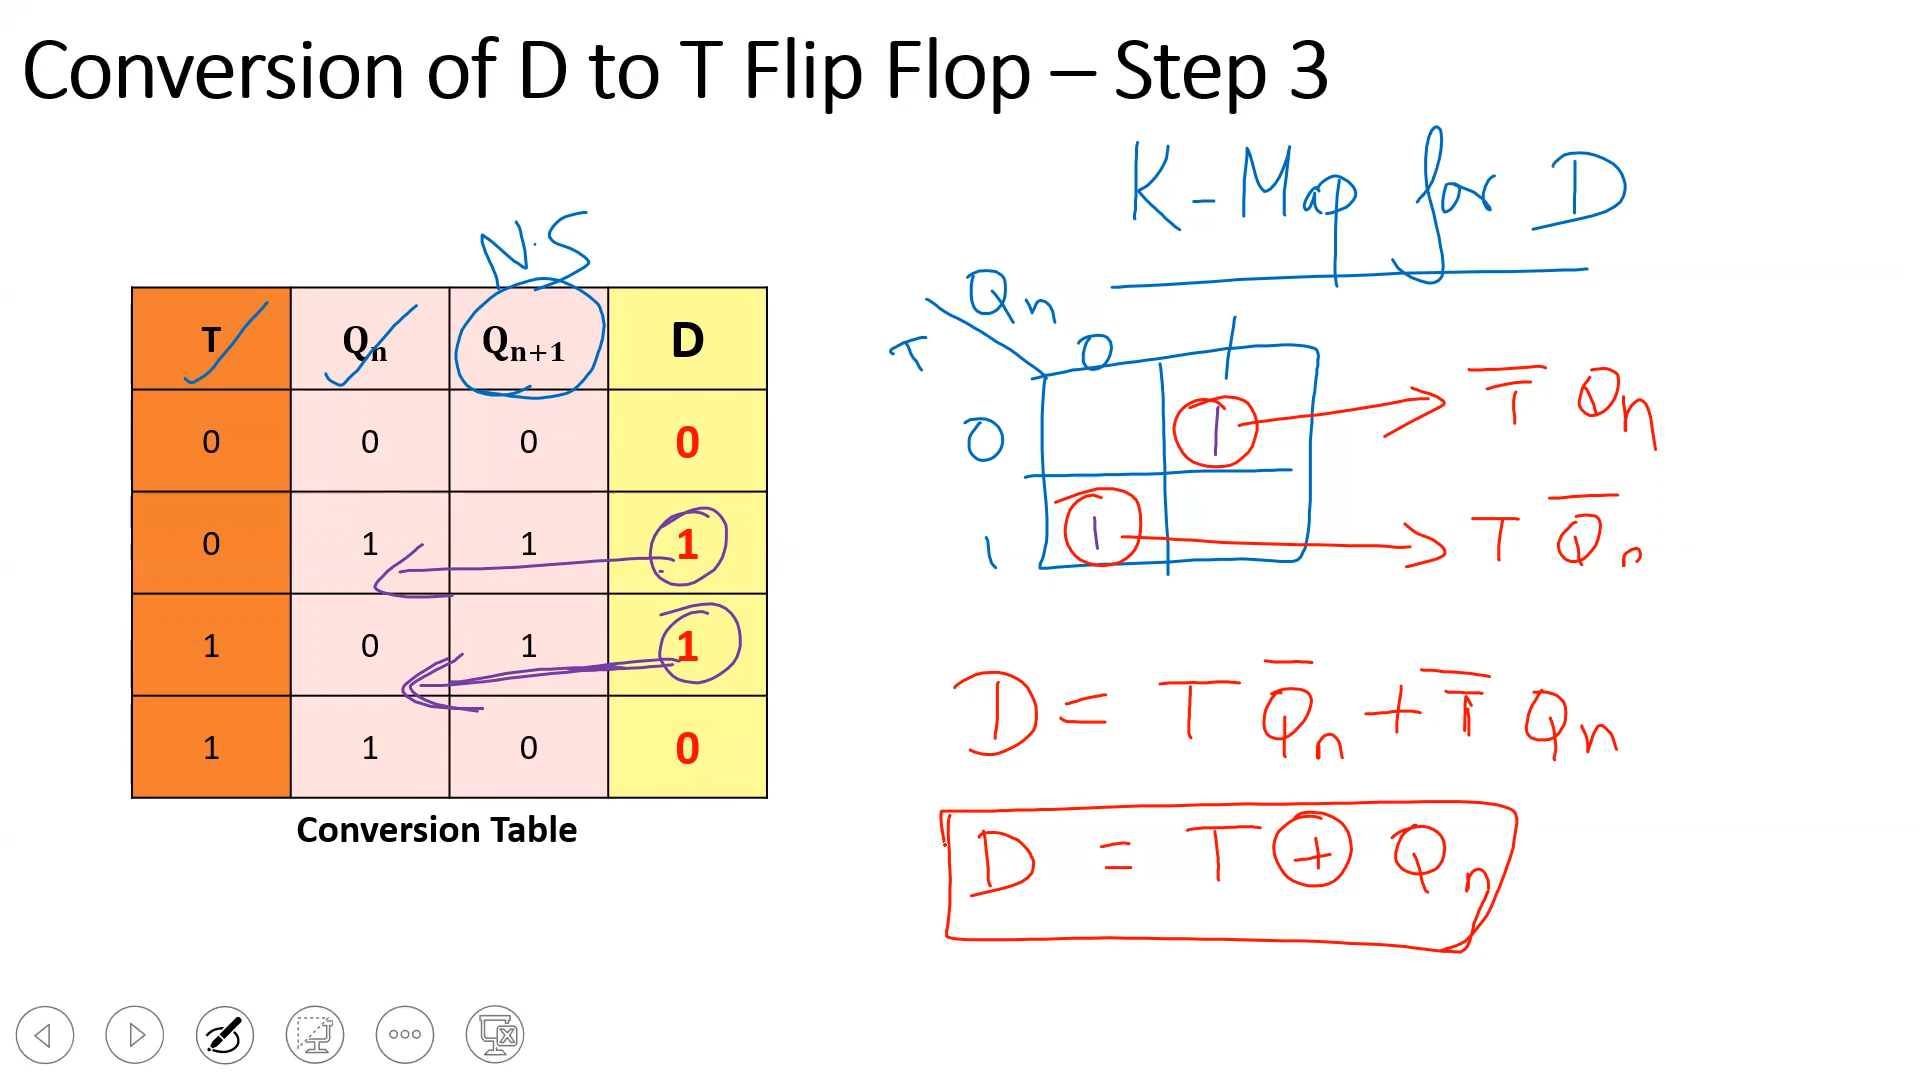 Conversion of D to T Flip Flop – Step 3
K-Map for D
N.S
T Qₙ Qₙ₊₁ D
0 0 0 0
0 1 1 1
1 0 1 1
1 1 0 0
Conversion Table
Qn
T 0 1
0 1 T̅ Qn
1 1 T Q̅n
D = T Q̅n + T̅ Qn
D = T ⊕ Qn